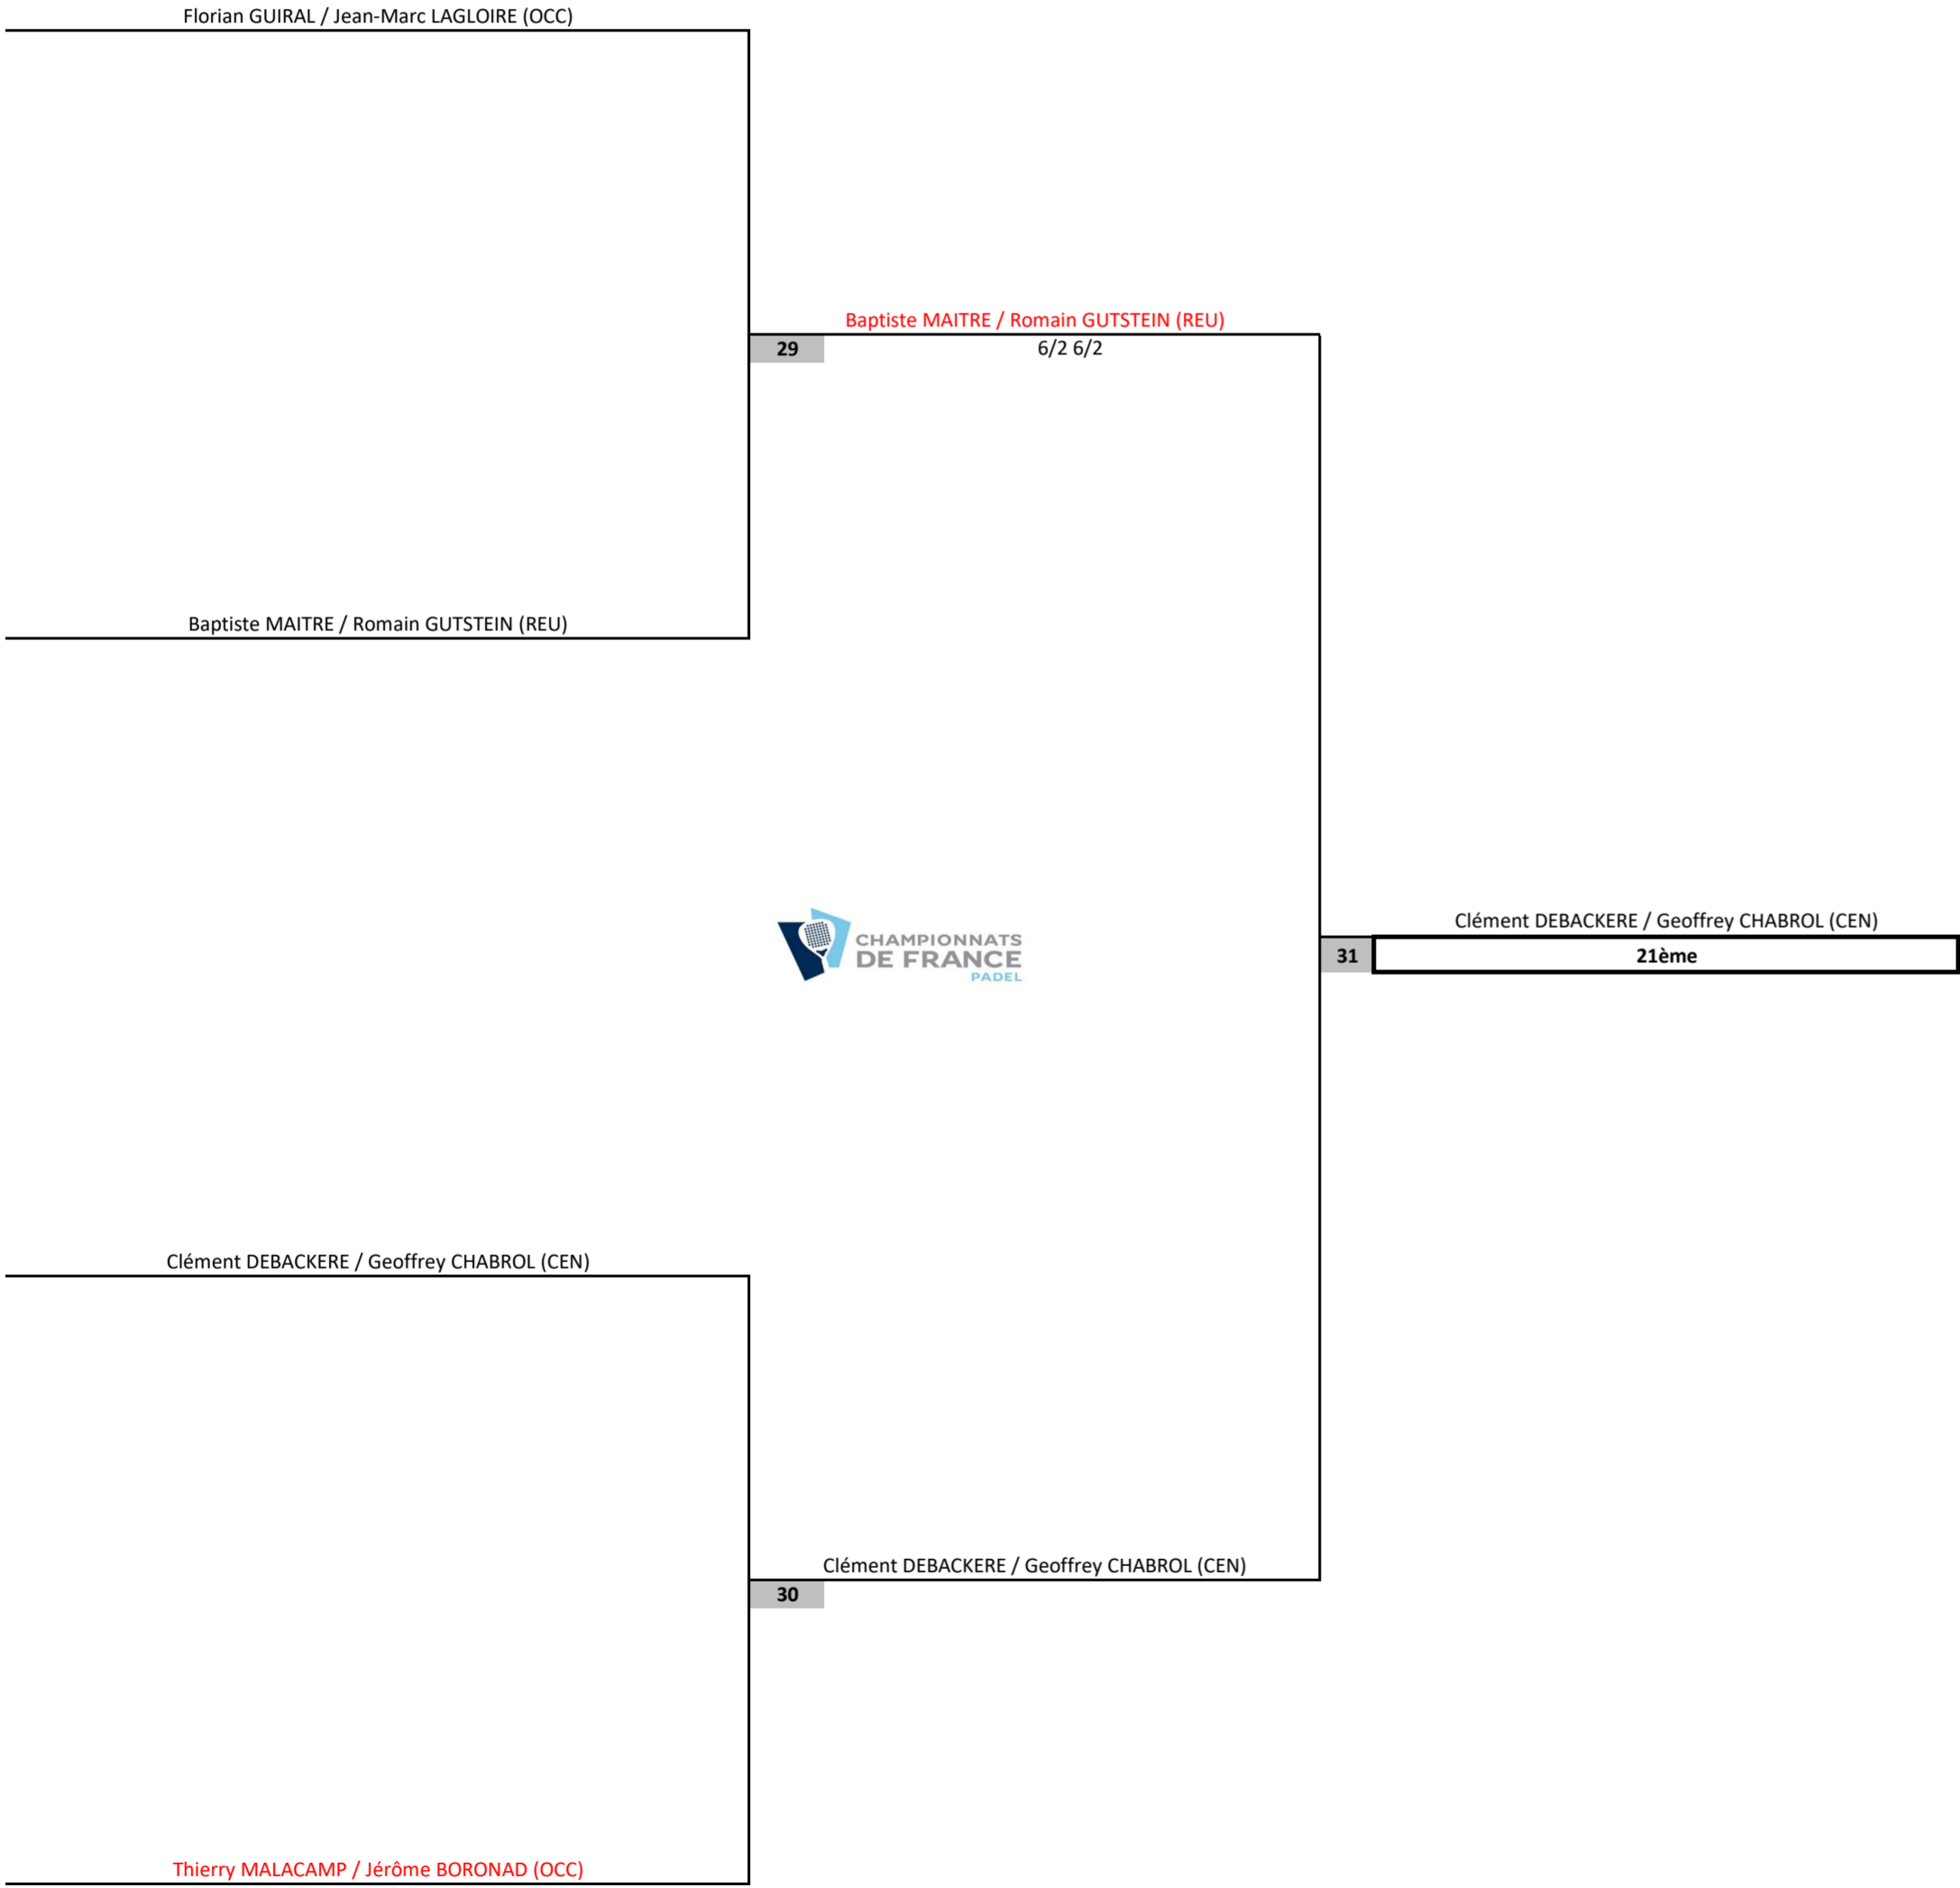 Florian GUIRAL / Jean-Marc LAGLOIRE (OCC)
Baptiste MAITRE / Romain GUTSTEIN (REU)
29
6/2 6/2
Baptiste MAITRE / Romain GUTSTEIN (REU)
CHAMPIONNATS
DE FRANCE
PADEL
Clément DEBACKERE / Geoffrey CHABROL (CEN)
31
21ème
Clément DEBACKERE / Geoffrey CHABROL (CEN)
Clément DEBACKERE / Geoffrey CHABROL (CEN)
30
Thierry MALACAMP / Jérôme BORONAD (OCC)